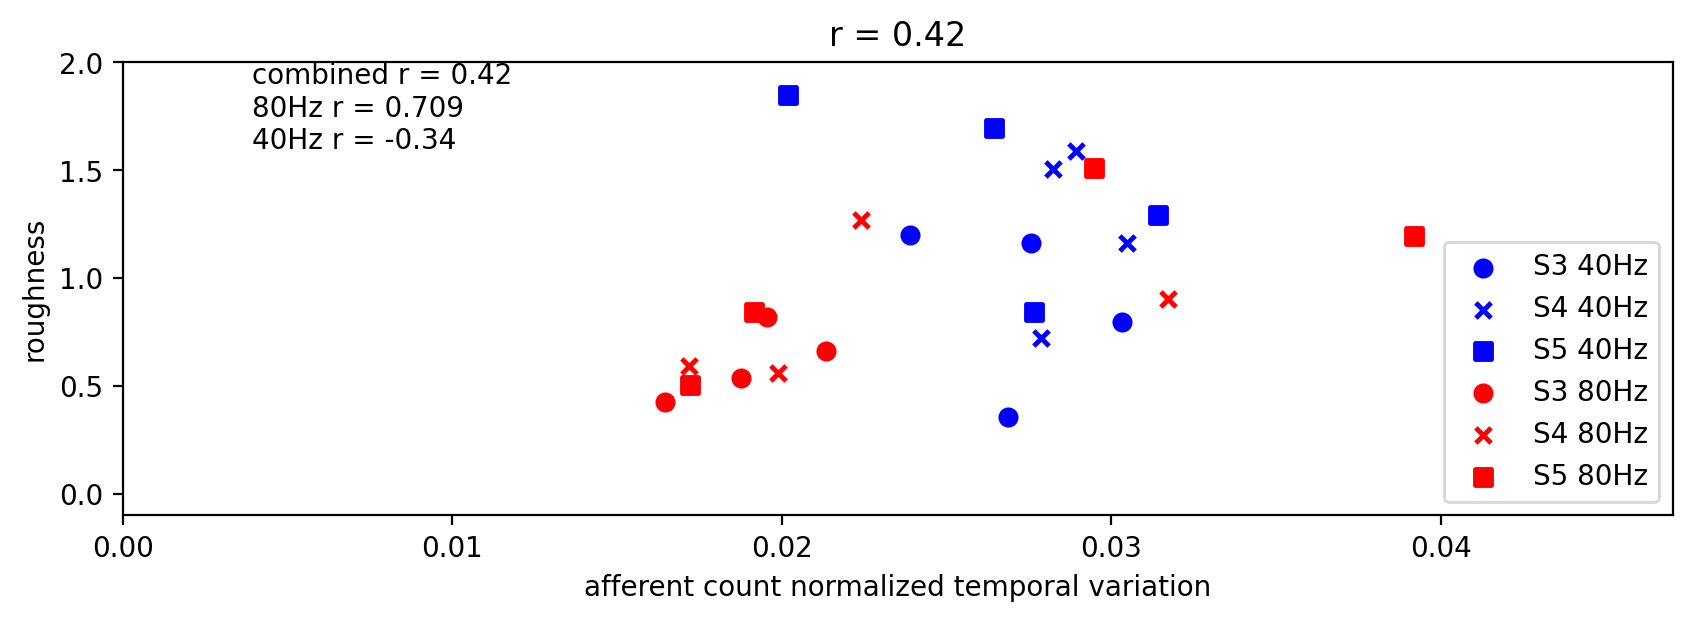 r = 0.42
combined r = 0.42
80Hz r = 0.709
40Hz r = -0.34
2.0
1.5
1.0
0.5
0.0
roughness
S3 40Hz
S4 40Hz
S5 40Hz
S3 80Hz
S4 80Hz
S5 80Hz
0.00 0.01 0.02 0.03 0.04
afferent count normalized temporal variation